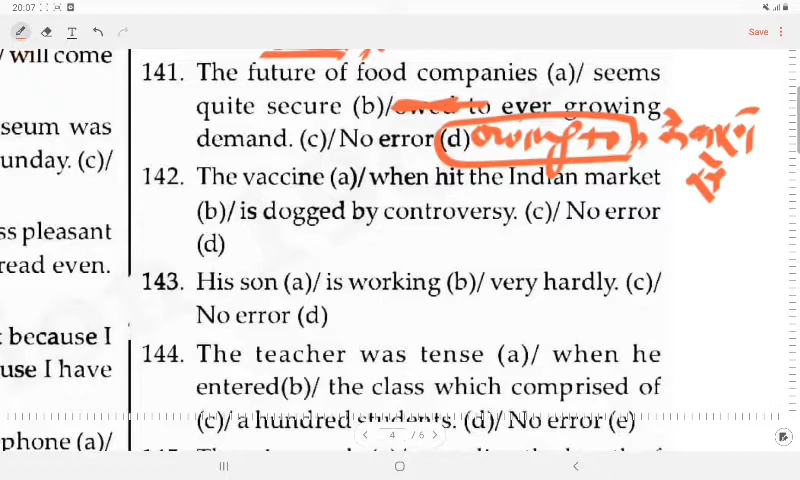 20:07
Save
/ will come
seum was
unday. (c)/
ss pleasant
read even.
t because I
use I have
phone (a)/
141. The future of food companies (a)/ seems
quite secure (b)/owed to ever growing
demand. (c)/ No error (d) owing to, के कारण
से
142. The vaccine (a)/ when hit the Indian market
(b)/ is dogged by controversy. (c)/ No error
(d)
143. His son (a)/ is working (b)/ very hardly. (c)/
No error (d)
144. The teacher was tense (a)/ when he
entered(b)/ the class which comprised of
(c)/ a hundred students. (d)/ No error (e)
4 / 6